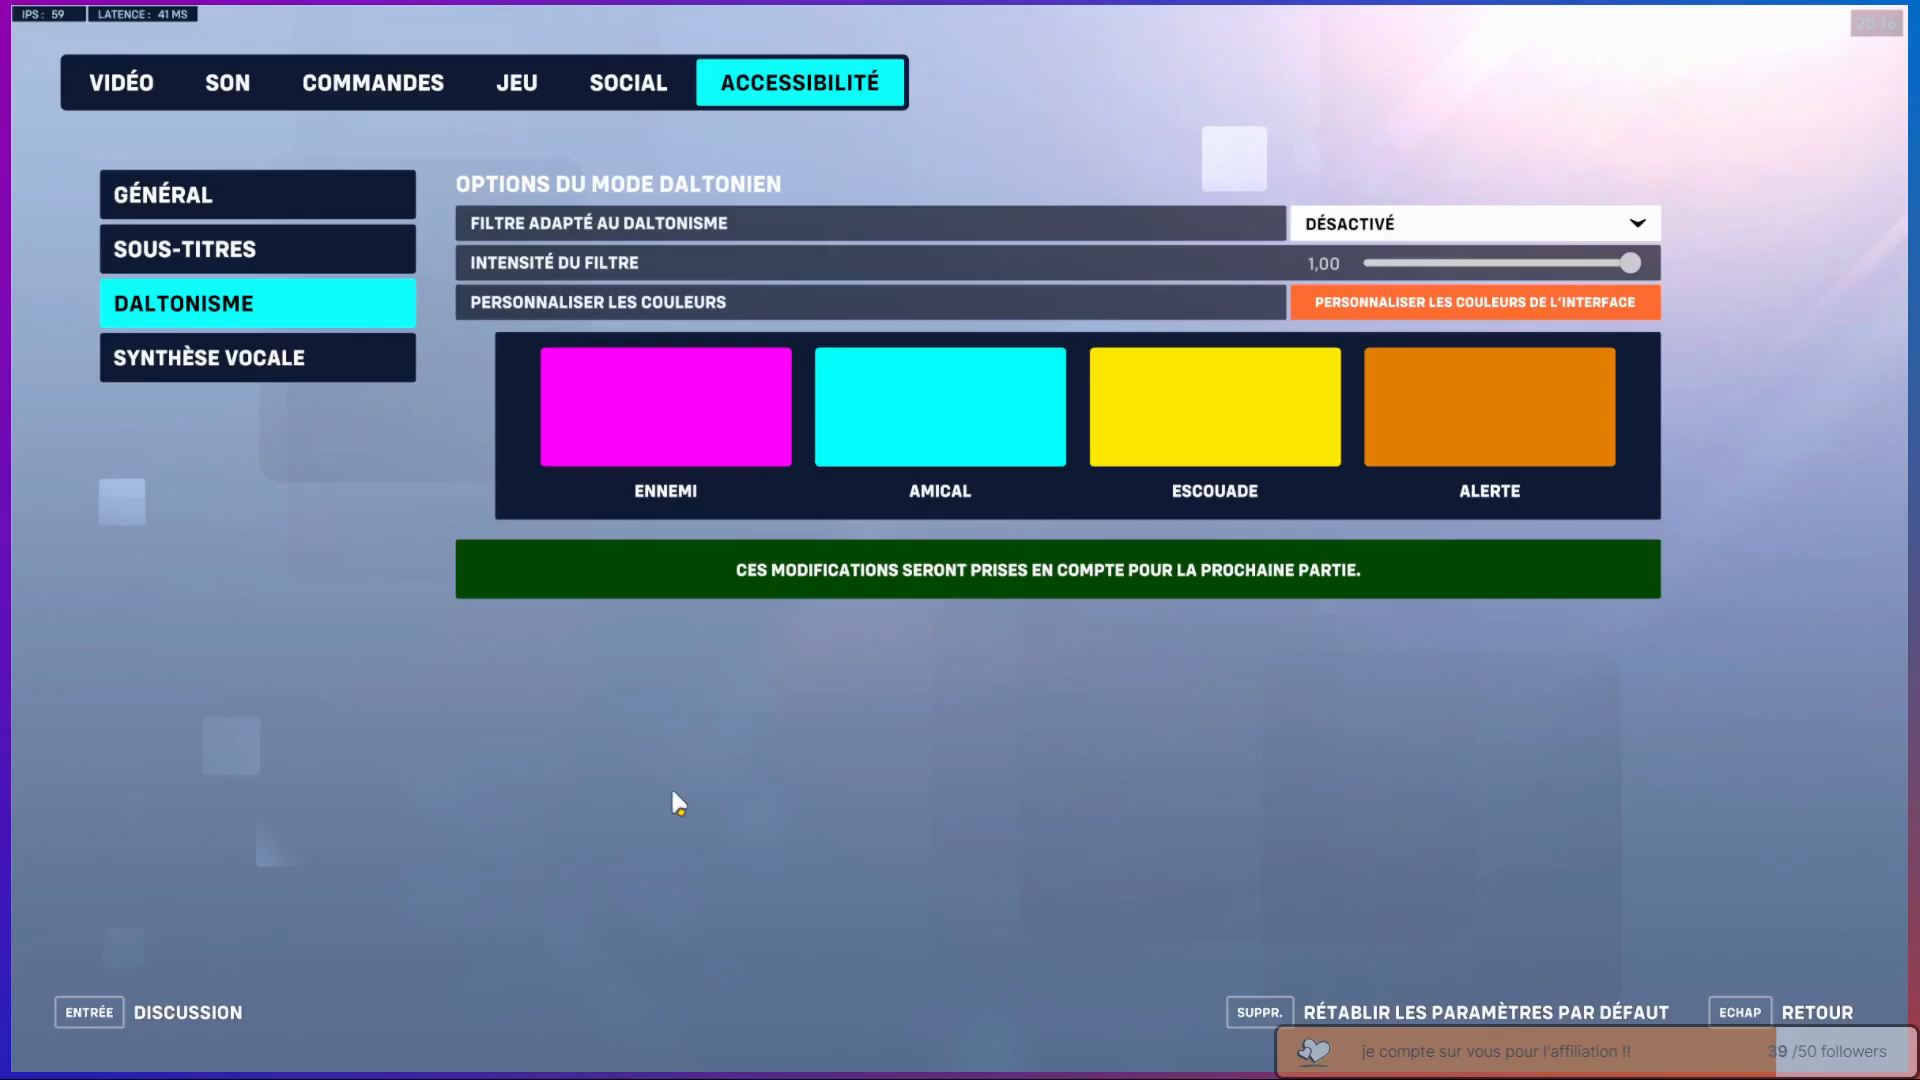 IPS : 59 LATENCE : 41 MS
20:16
VIDÉO SON COMMANDES JEU SOCIAL ACCESSIBILITÉ
GÉNÉRAL
SOUS-TITRES
DALTONISME
SYNTHÈSE VOCALE
OPTIONS DU MODE DALTONIEN
FILTRE ADAPTÉ AU DALTONISME DÉSACTIVÉ
INTENSITÉ DU FILTRE 1,00
PERSONNALISER LES COULEURS PERSONNALISER LES COULEURS DE L'INTERFACE
ENNEMI AMICAL ESCOUADE ALERTE
CES MODIFICATIONS SERONT PRISES EN COMPTE POUR LA PROCHAINE PARTIE.
ENTRÉE DISCUSSION SUPPR. RÉTABLIR LES PARAMÈTRES PAR DÉFAUT ECHAP RETOUR
je compte sur vous pour l'affiliation !! 39 /50 followers